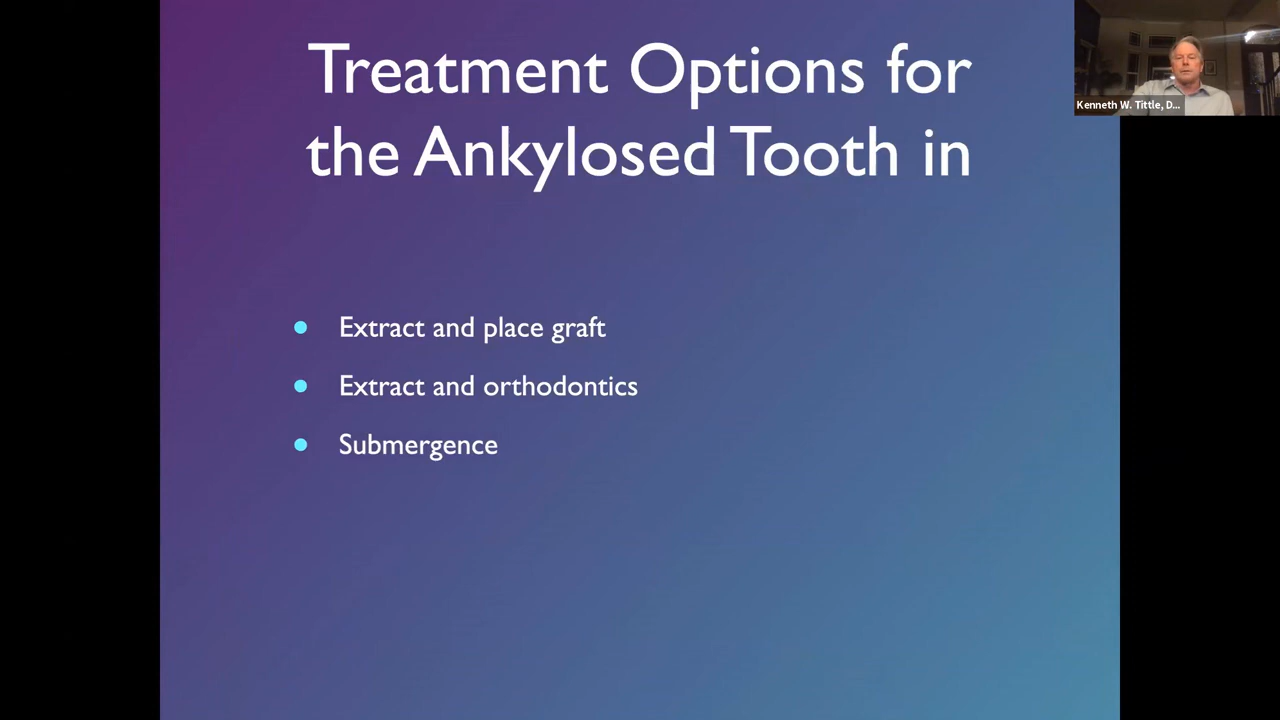 Treatment Options for
the Ankylosed Tooth in
Kenneth W. Tittle, D...
Extract and place graft
Extract and orthodontics
Submergence